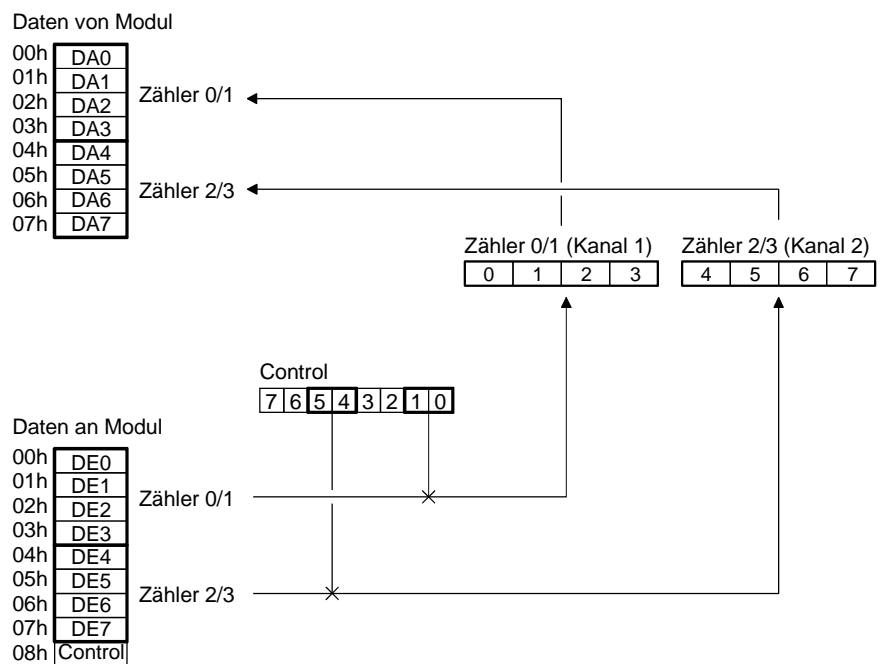 Daten von Modul
00h DA0
01h DA1
02h DA2
03h DA3
Zähler 0/1
04h DA4
05h DA5
06h DA6
07h DA7
Zähler 2/3
Zähler 0/1 (Kanal 1)
0 1 2 3
Zähler 2/3 (Kanal 2)
4 5 6 7
Control
7 6 5 4 3 2 1 0
Daten an Modul
00h DE0
01h DE1
02h DE2
03h DE3
Zähler 0/1
04h DE4
05h DE5
06h DE6
07h DE7
Zähler 2/3
08h Control